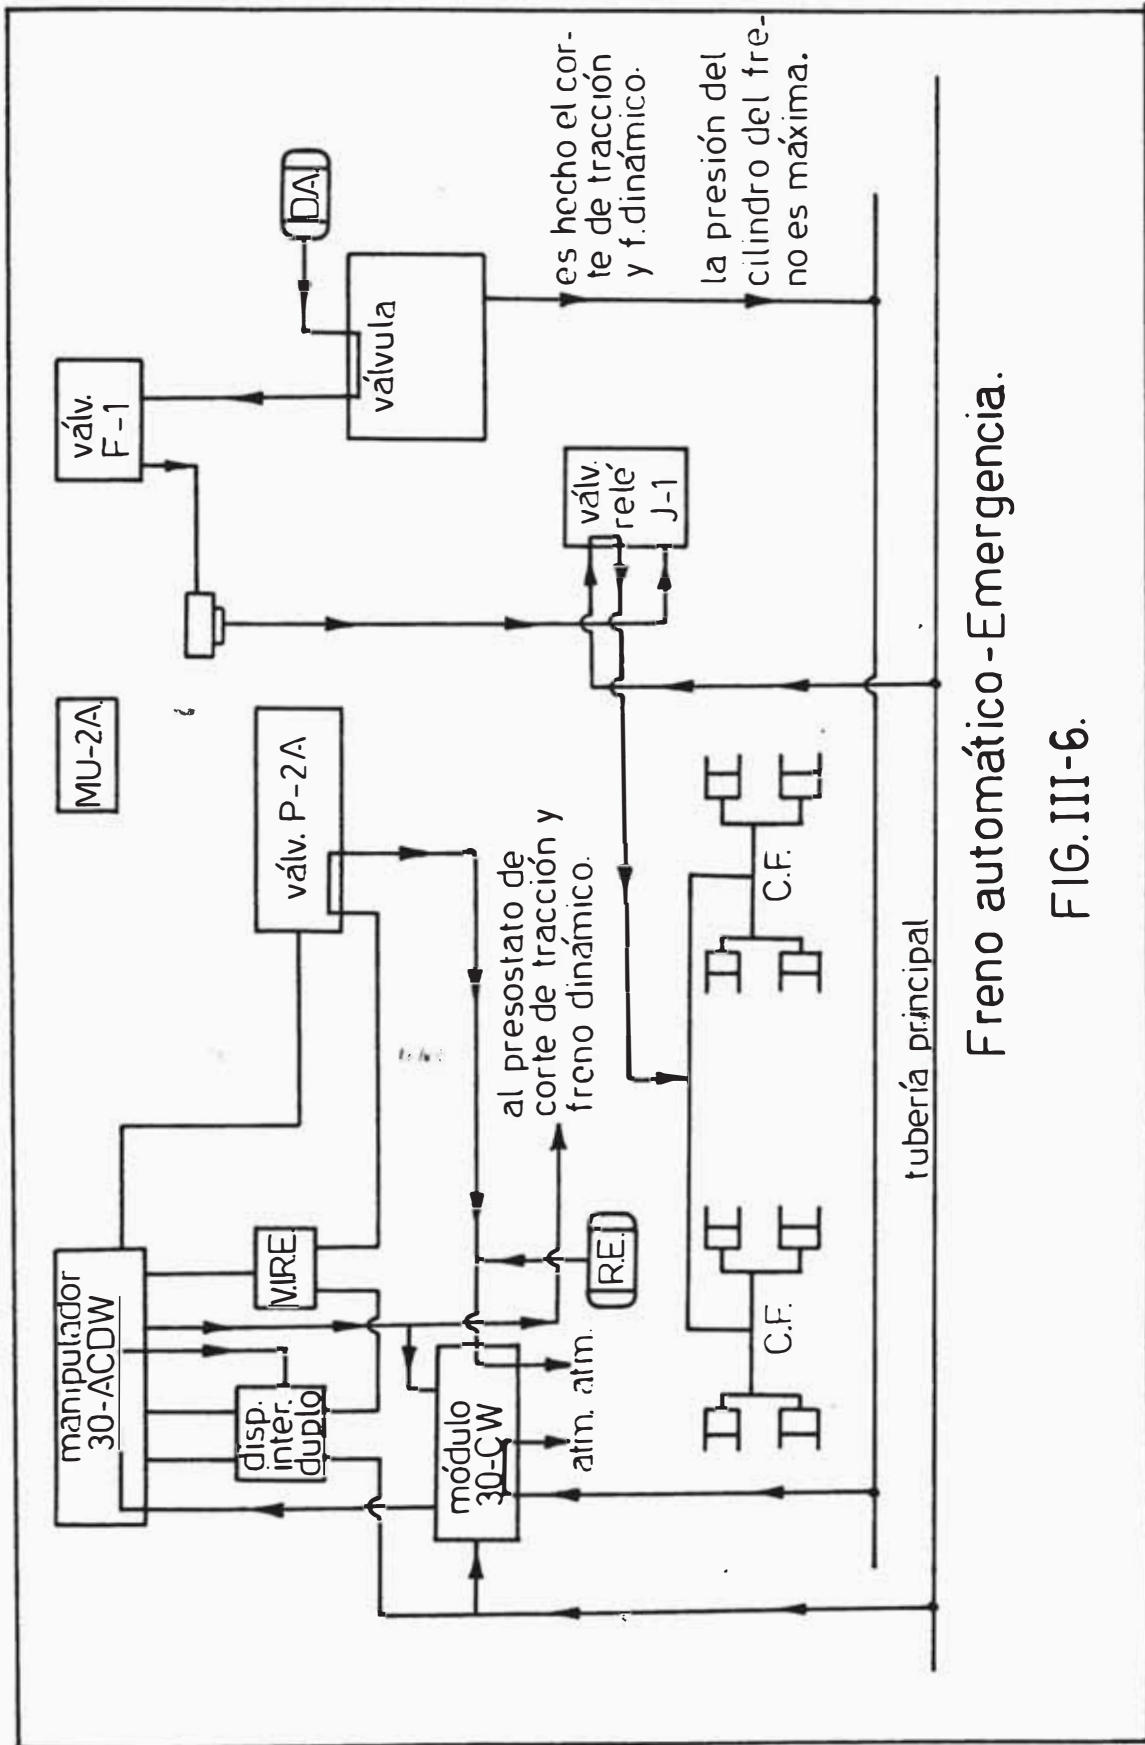 manipulador
30-ACDW
disp.
inter.
duplo
V.I.RE.
módulo
30-CW
atm. atm.
R.E.
MU-2A
válv. P-2A
al presostato de
corte de tracción y
freno dinámico.
válv.
F-1
válvula
DA.
válv.
relé
J-1
es hecho el cor-
te de tracción
y f.dinámico.
la presión del
cilindro del fre-
no es máxima.
C.F.
C.F.
tubería principal
Freno automático-Emergencia.
FIG.III-6.